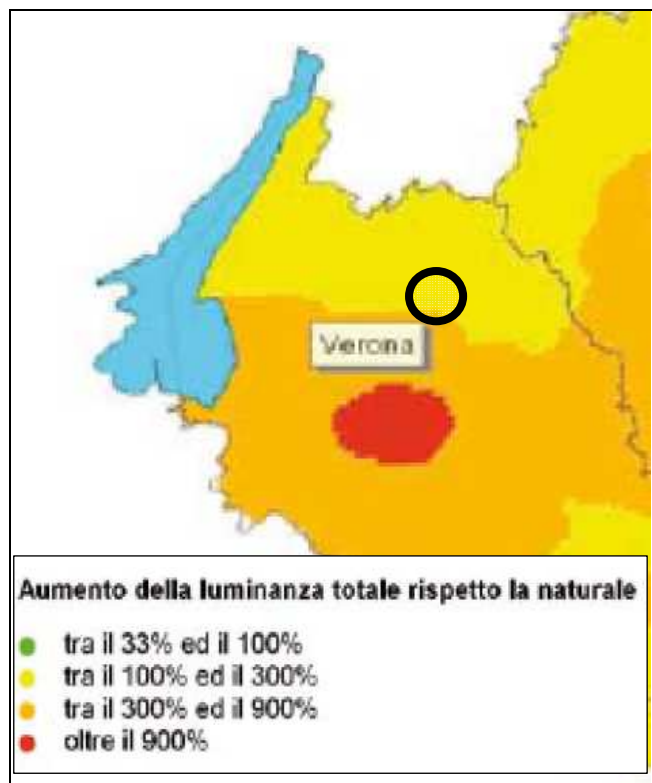 Verona
Aumento della luminanza totale rispetto la naturale
tra il 33% ed il 100%
tra il 100% ed il 300%
tra il 300% ed il 900%
oltre il 900%